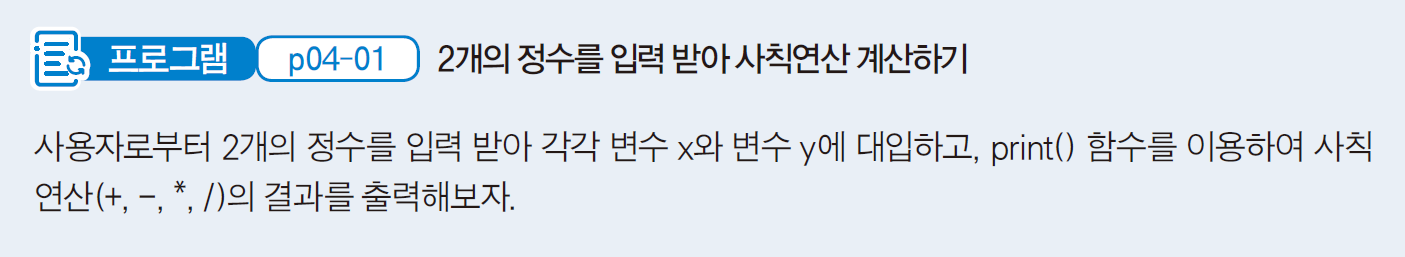 프로그램 p04-01 2개의 정수를 입력 받아 사칙연산 계산하기
사용자로부터 2개의 정수를 입력 받아 각각 변수 x와 변수 y에 대입하고, print() 함수를 이용하여 사칙
연산(+, -, *, /)의 결과를 출력해보자.